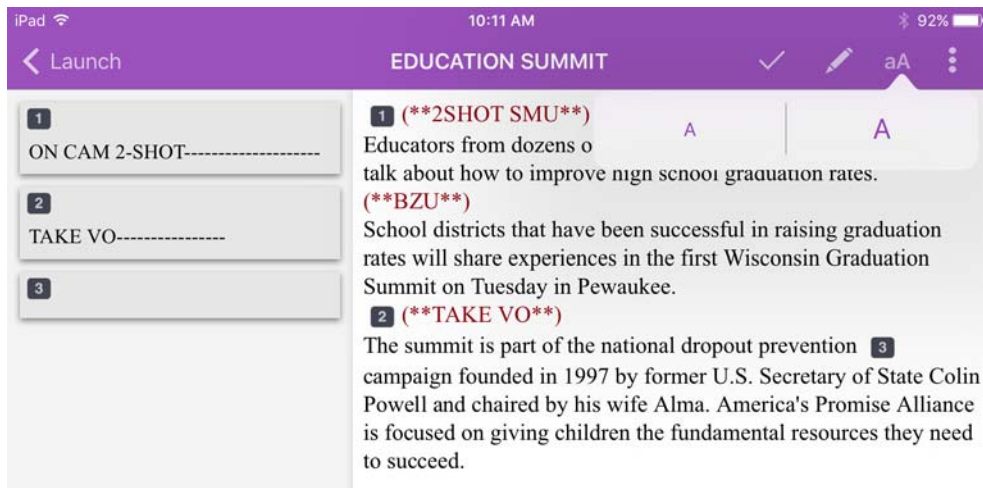 iPad 10:11 AM 92%
Launch EDUCATION SUMMIT aA
1
ON CAM 2-SHOT--------------------
2
TAKE VO----------------
3
1 (**2SHOT SMU**)
A A
Educators from dozens o
talk about how to improve high school graduation rates.
(**BZU**)
School districts that have been successful in raising graduation
rates will share experiences in the first Wisconsin Graduation
Summit on Tuesday in Pewaukee.
2 (**TAKE VO**)
The summit is part of the national dropout prevention 3
campaign founded in 1997 by former U.S. Secretary of State Colin
Powell and chaired by his wife Alma. America's Promise Alliance
is focused on giving children the fundamental resources they need
to succeed.